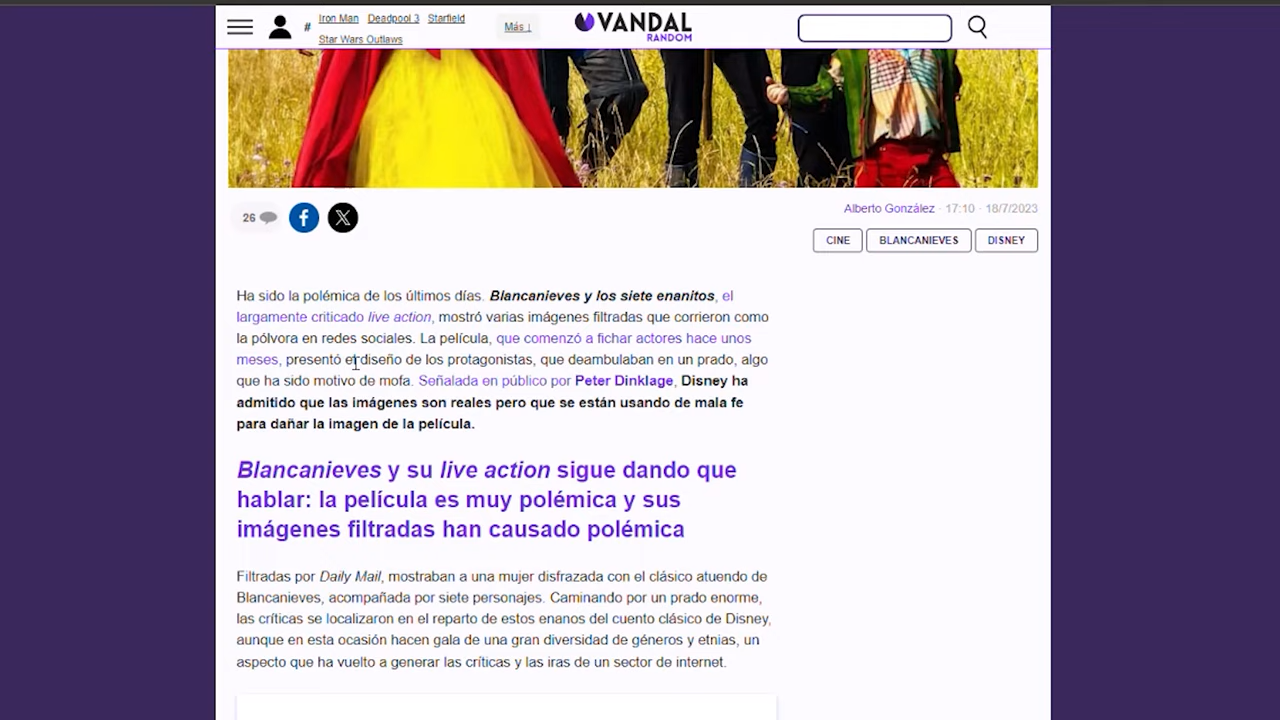 # Iron Man Deadpool 3 Starfield
Star Wars Outlaws
Más ↓
VANDAL
RANDOM
26
Alberto González · 17:10 · 18/7/2023
CINE BLANCANIEVES DISNEY
Ha sido la polémica de los últimos días. Blancanieves y los siete enanitos, el
largamente criticado live action, mostró varias imágenes filtradas que corrieron como
la pólvora en redes sociales. La película, que comenzó a fichar actores hace unos
meses, presentó el diseño de los protagonistas, que deambulaban en un prado, algo
que ha sido motivo de mofa. Señalada en público por Peter Dinklage, Disney ha
admitido que las imágenes son reales pero que se están usando de mala fe
para dañar la imagen de la película.
Blancanieves y su live action sigue dando que
hablar: la película es muy polémica y sus
imágenes filtradas han causado polémica
Filtradas por Daily Mail, mostraban a una mujer disfrazada con el clásico atuendo de
Blancanieves, acompañada por siete personajes. Caminando por un prado enorme,
las críticas se localizaron en el reparto de estos enanos del cuento clásico de Disney,
aunque en esta ocasión hacen gala de una gran diversidad de géneros y etnias, un
aspecto que ha vuelto a generar las críticas y las iras de un sector de internet.